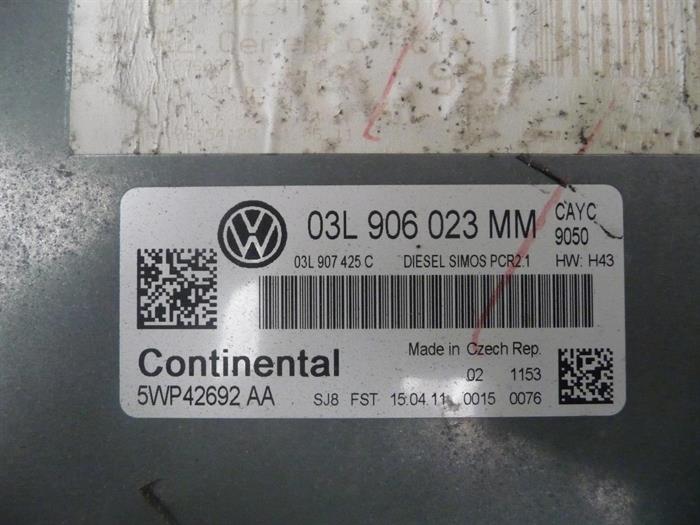 985
03L 906 023 MM
CAYC
9050
03L 907 425 C DIESEL SIMOS PCR2.1 HW: H43
Continental
Made in Czech Rep.
02 1153
5WP42692 AA SJ8 FST 15.04.11 0015 0076